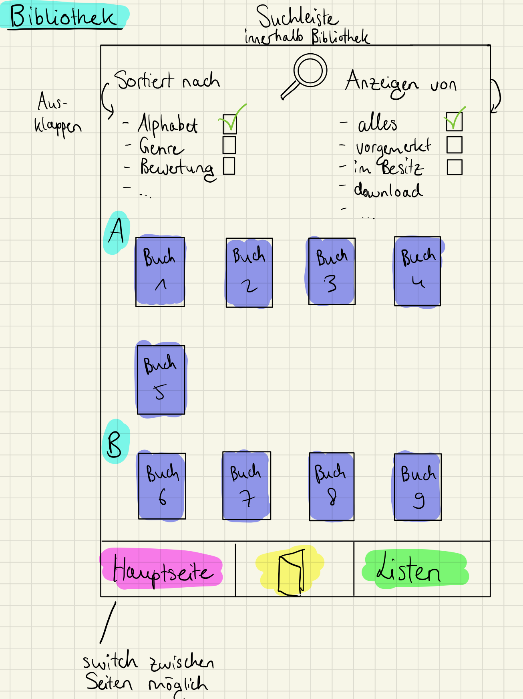 Bibliothek
Suchleiste
innerhalb Bibliothek
Sortiert nach
Anzeigen von
Aus-
klappen
- Alphabet
- Genre
- Bewertung
- ...
- alles
- vorgemerkt
- im Besitz
- download
- ...
A
Buch
1
Buch
2
Buch
3
Buch
4
Buch
5
B
Buch
6
Buch
7
Buch
8
Buch
9
Hauptseite
Listen
switch zwischen
Seiten möglich